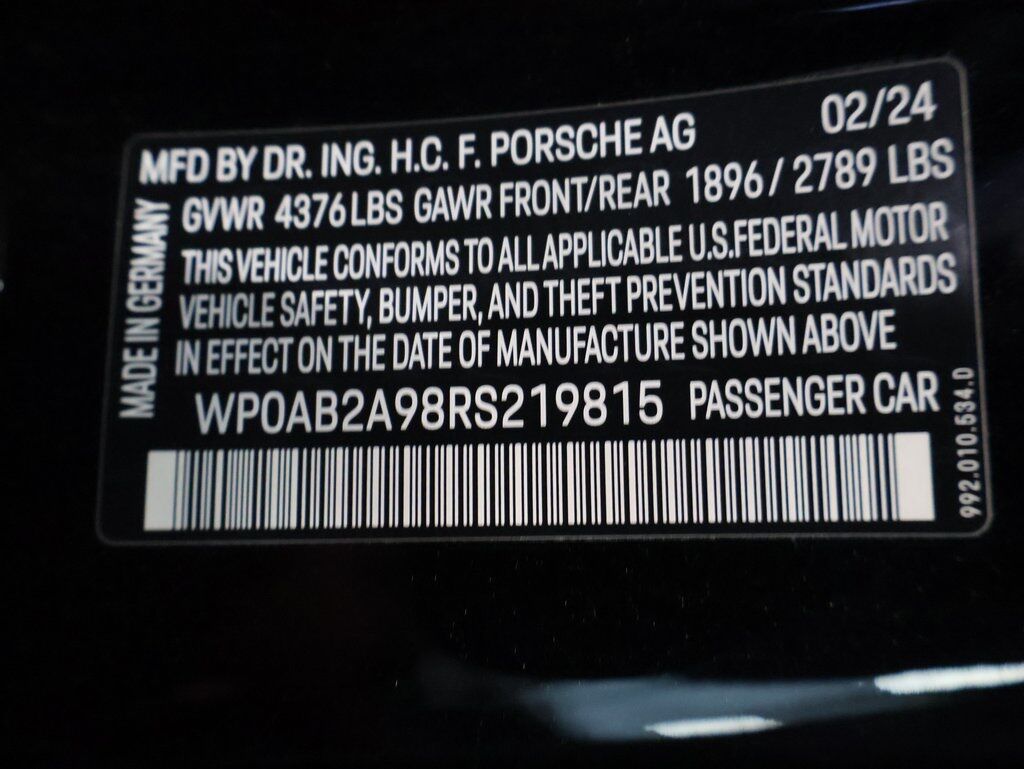 MFD BY DR. ING. H.C. F. PORSCHE AG 02/24
GVWR 4376 LBS GAWR FRONT/REAR 1896 / 2789 LBS
THIS VEHICLE CONFORMS TO ALL APPLICABLE U.S.FEDERAL MOTOR
VEHICLE SAFETY, BUMPER, AND THEFT PREVENTION STANDARDS
IN EFFECT ON THE DATE OF MANUFACTURE SHOWN ABOVE
WP0AB2A98RS219815 PASSENGER CAR
MADE IN GERMANY
992.010.534.0